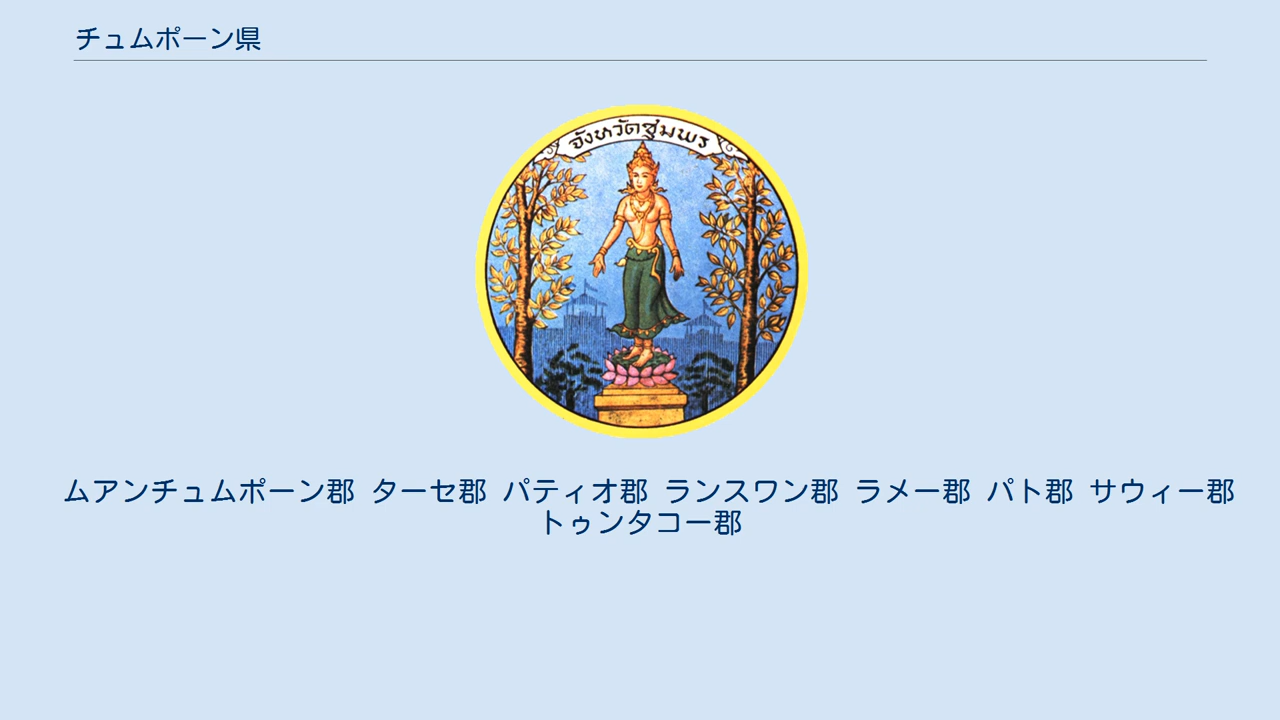 チュムポーン県
จังหวัดชุมพร
ムアンチュムポーン郡 ターセ郡 パティオ郡 ランスワン郡 ラメー郡 パト郡 サウィー郡
トゥンタコー郡